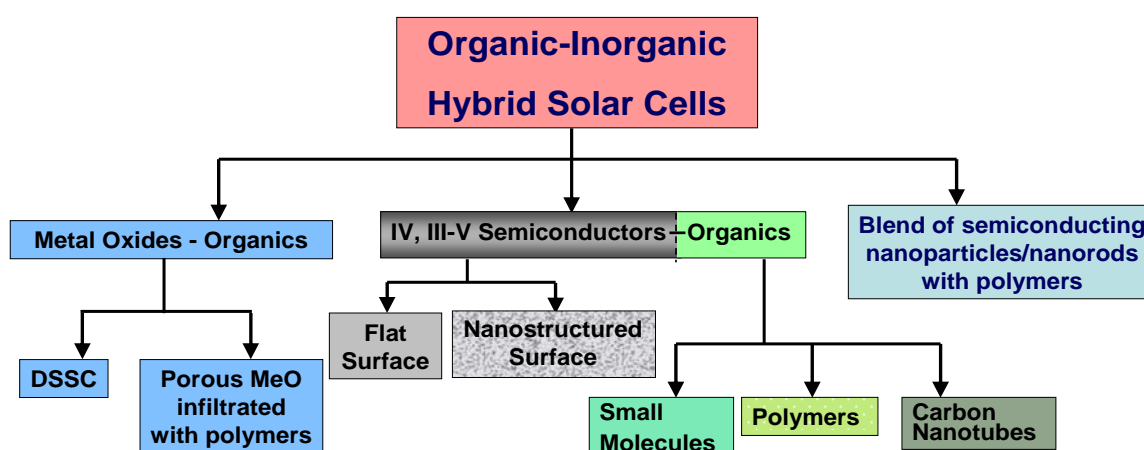 Organic-Inorganic
Hybrid Solar Cells
Metal Oxides - Organics
IV, III-V Semiconductors – Organics
Blend of semiconducting
nanoparticles/nanorods
with polymers
Flat
Surface
Nanostructured
Surface
DSSC
Porous MeO
infiltrated
with polymers
Small
Molecules
Polymers
Carbon
Nanotubes